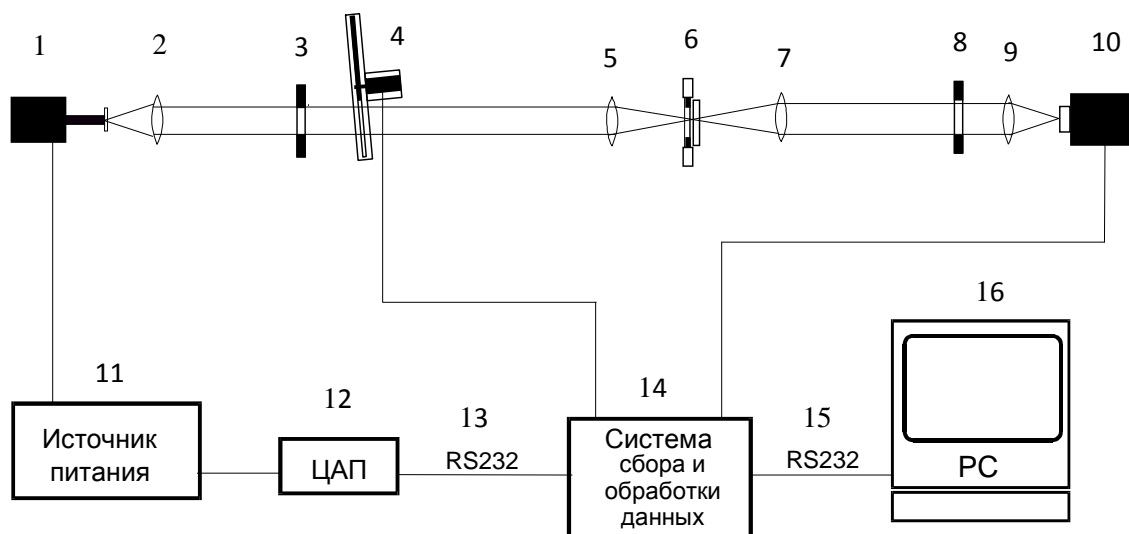 1 2 3 4 5 6 7 8 9 10
16
11 12 13 14 15
Источник
питания
ЦАП
RS232
Система
сбора и
обработки
данных
RS232
PC